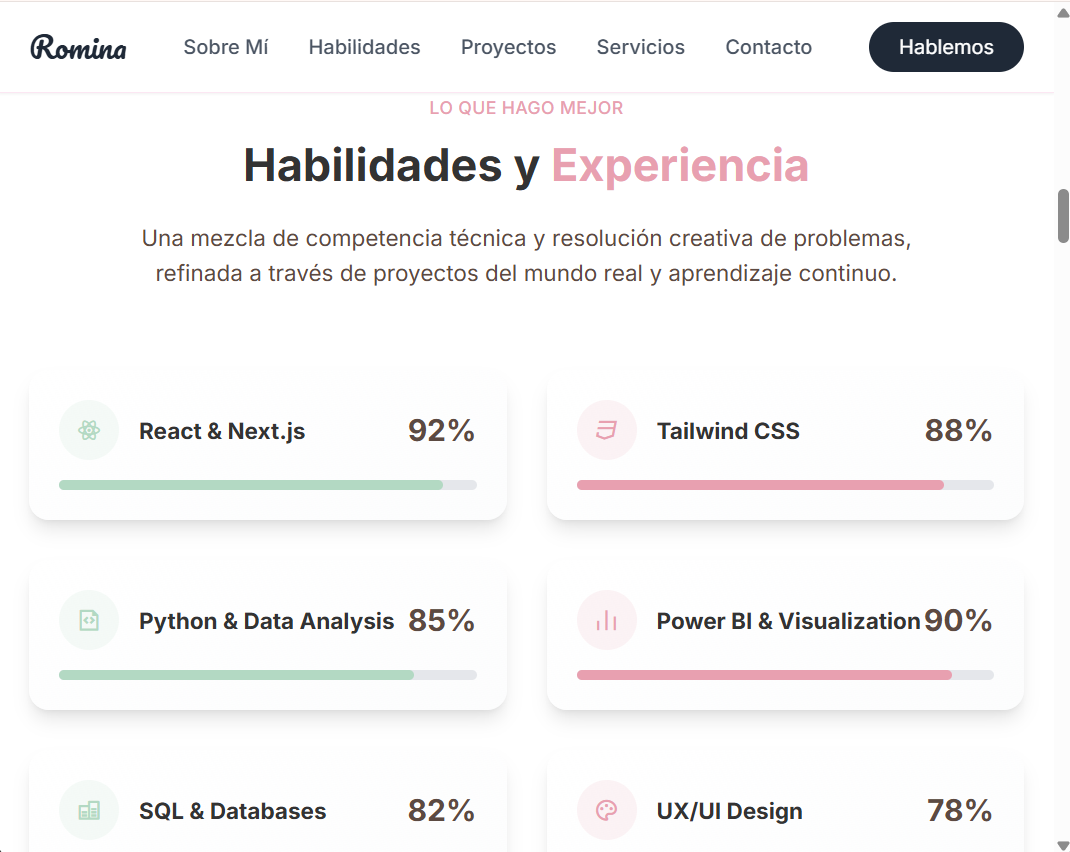 Romina
Sobre Mí
Habilidades
Proyectos
Servicios
Contacto
Hablemos
LO QUE HAGO MEJOR
Habilidades y Experiencia
Una mezcla de competencia técnica y resolución creativa de problemas,
refinada a través de proyectos del mundo real y aprendizaje continuo.
React & Next.js 92%
Tailwind CSS 88%
Python & Data Analysis 85%
Power BI & Visualization 90%
SQL & Databases 82%
UX/UI Design 78%